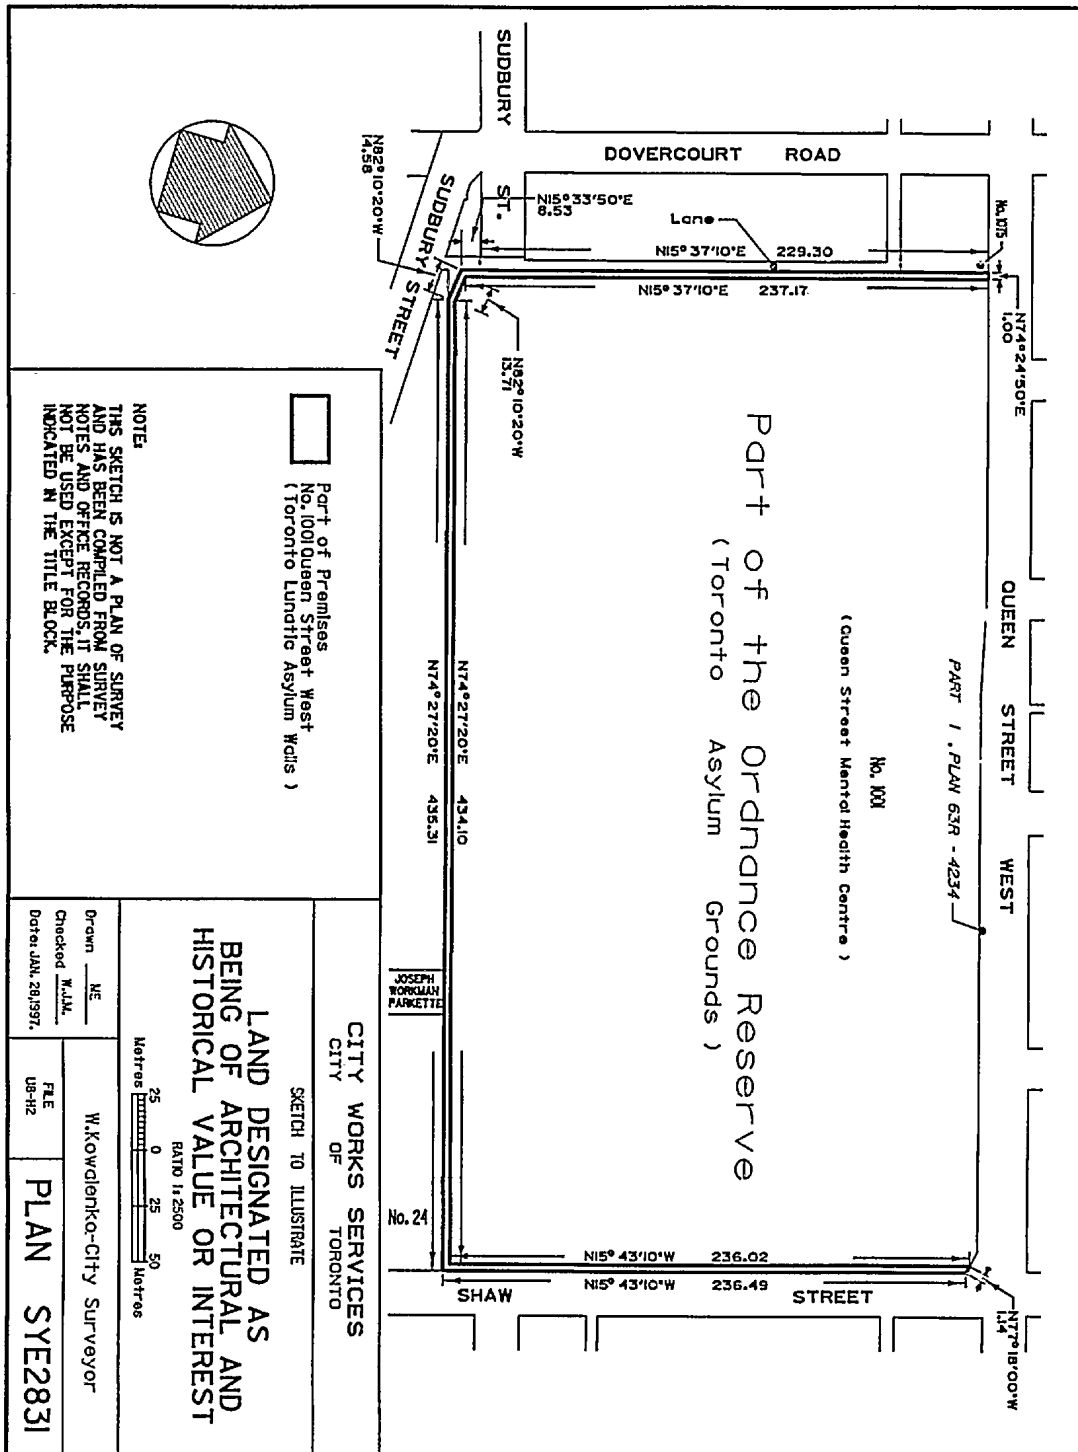 SUDBURY ST.
DOVERCOURT ROAD
N15°33'50"E
8.53
Lane
N15°37'10"E 229.30
N15°37'10"E 237.17
No. 1075
N74°24'50"E
1.00
N82°10'20"W
14.58
SUDBURY STREET
N82°10'20"W
13.71
QUEEN STREET WEST
PART 1, PLAN 63R-4234
No. 1001
(Queen Street Mental Health Centre)
Part of the Ordnance Reserve
(Toronto Asylum Grounds)
N74°27'20"E 434.10
N74°27'20"E 435.31
JOSEPH
WORKMAN
PARKETTE
No. 24
N15°43'10"W 236.02
N15°43'10"W 236.49
SHAW STREET
N77°18'00"W
1.14
Part of Premises
No. 1001 Queen Street West
(Toronto Lunatic Asylum Walls)
NOTE:
THIS SKETCH IS NOT A PLAN OF SURVEY
AND HAS BEEN COMPILED FROM SURVEY
NOTES AND OFFICE RECORDS, IT SHALL
NOT BE USED EXCEPT FOR THE PURPOSE
INDICATED IN THE TITLE BLOCK.
CITY WORKS SERVICES
CITY OF TORONTO
SKETCH TO ILLUSTRATE
LAND DESIGNATED AS
BEING OF ARCHITECTURAL AND
HISTORICAL VALUE OR INTEREST
RATIO 1:2500
Metres 25 0 25 50 Metres
Drawn ME
Checked W.J.M.
Date: JAN. 28,1997.
W.Kowalenko-City Surveyor
FILE
U8-H2
PLAN SYE2831